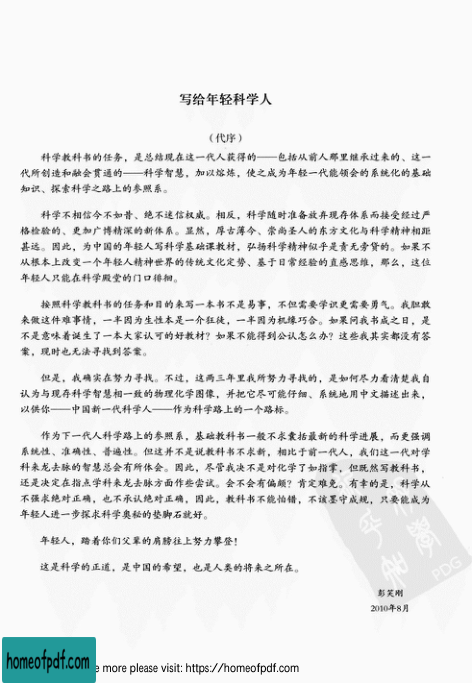 写给年轻科学人
（代序）
科学教科书的任务，是总结现在这一代人获得的——包括从前人那里继承过来的、这一
代所创造和融会贯通的——科学智慧，加以熔炼，使之成为年轻一代能领会的系统化的基础
知识、探索科学之路上的参照系。
科学不相信今不如昔、绝不迷信权威。相反，科学随时准备放弃现存体系而接受经过严
格检验的、更加广博精深的新体系。显然，厚古薄今、崇尚圣人的东方文化与科学精神相距
甚远。因此，为中国的年轻人写科学基础课教材，弘扬科学精神似乎是责无旁贷的。如果不
从根本上改变一个年轻人精神世界的传统文化定势、基于日常经验的直感思维，那么，这位
年轻人只能在科学殿堂的门口徘徊。
按照科学教科书的任务和目的来写一本书不是易事，不但需要学识更需要勇气。我胆敢
来做这件难事情，一半因为生性本是一介狂徒，一半因为机缘巧合。如果问我书成之日，是
不是意味着诞生了一本大家认可的好教材？如果不能得到公认怎么办？这些我其实都没有答
案，现时也无法寻找到答案。
但是，我确实在努力寻找。不过，这两三年里我所努力寻找的，是如何尽力看清楚我自
认为与现存科学智慧相一致的物理化学图像，并把它尽可能仔细、系统地用中文描述出来，
以供你——中国新一代科学人——作为科学路上的一个路标。
作为下一代人科学路上的参照系，基础教科书一般不求囊括最新的科学进展，而更强调
系统性、准确性、普遍性。但这并不是说教科书不求新，相比于前一代人，我们这一代对学
科来龙去脉的智慧总会有所体会。因此，尽管我决不是对化学了如指掌，但既然写教科书，
还是决定在指点学科来龙去脉方面作些尝试。会不会有偏颇？肯定难免。有幸的是，科学从
不强求绝对正确，也不承认绝对正确，因此，教科书不能怕错，不该墨守成规，只要能成为
年轻人进一步探求科学奥秘的垫脚石就好。
年轻人，踏着你们父辈的肩膀往上努力攀登！
这是科学的正道，是中国的希望，也是人类的将来之所在。
彭笑刚
2010年8月
PDG
homeofpdf.com
e more please visit: https://homeofpdf.com